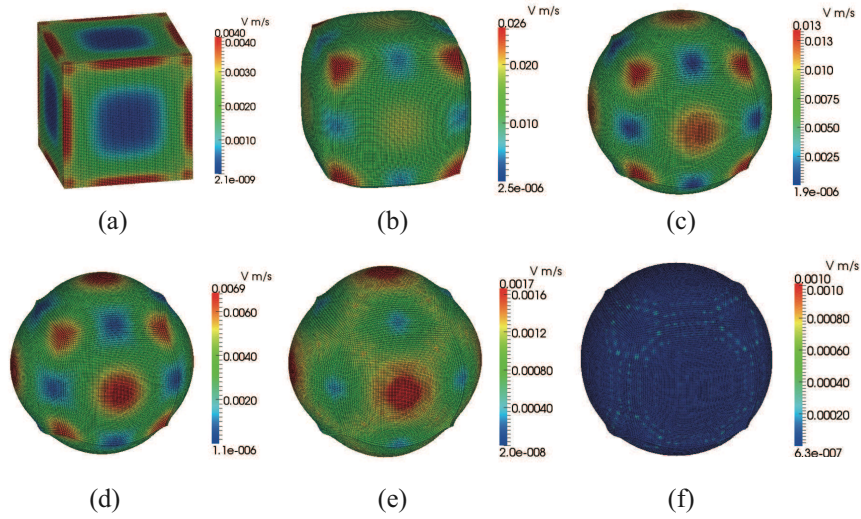 V m/s
0.0040
0.0030
0.0020
0.0010
2.1e-009
(a)
V m/s
0.026
0.020
0.010
2.5e-006
(b)
V m/s
0.013
0.013
0.010
0.0075
0.005
0.0025
1.9e-006
(c)
V m/s
0.0069
0.0060
0.0040
0.0020
1.1e-006
(d)
V m/s
0.0017
0.0016
0.0012
0.00080
0.00040
2.0e-008
(e)
V m/s
0.0010
0.0010
0.00080
0.00060
0.00040
0.00020
6.3e-007
(f)